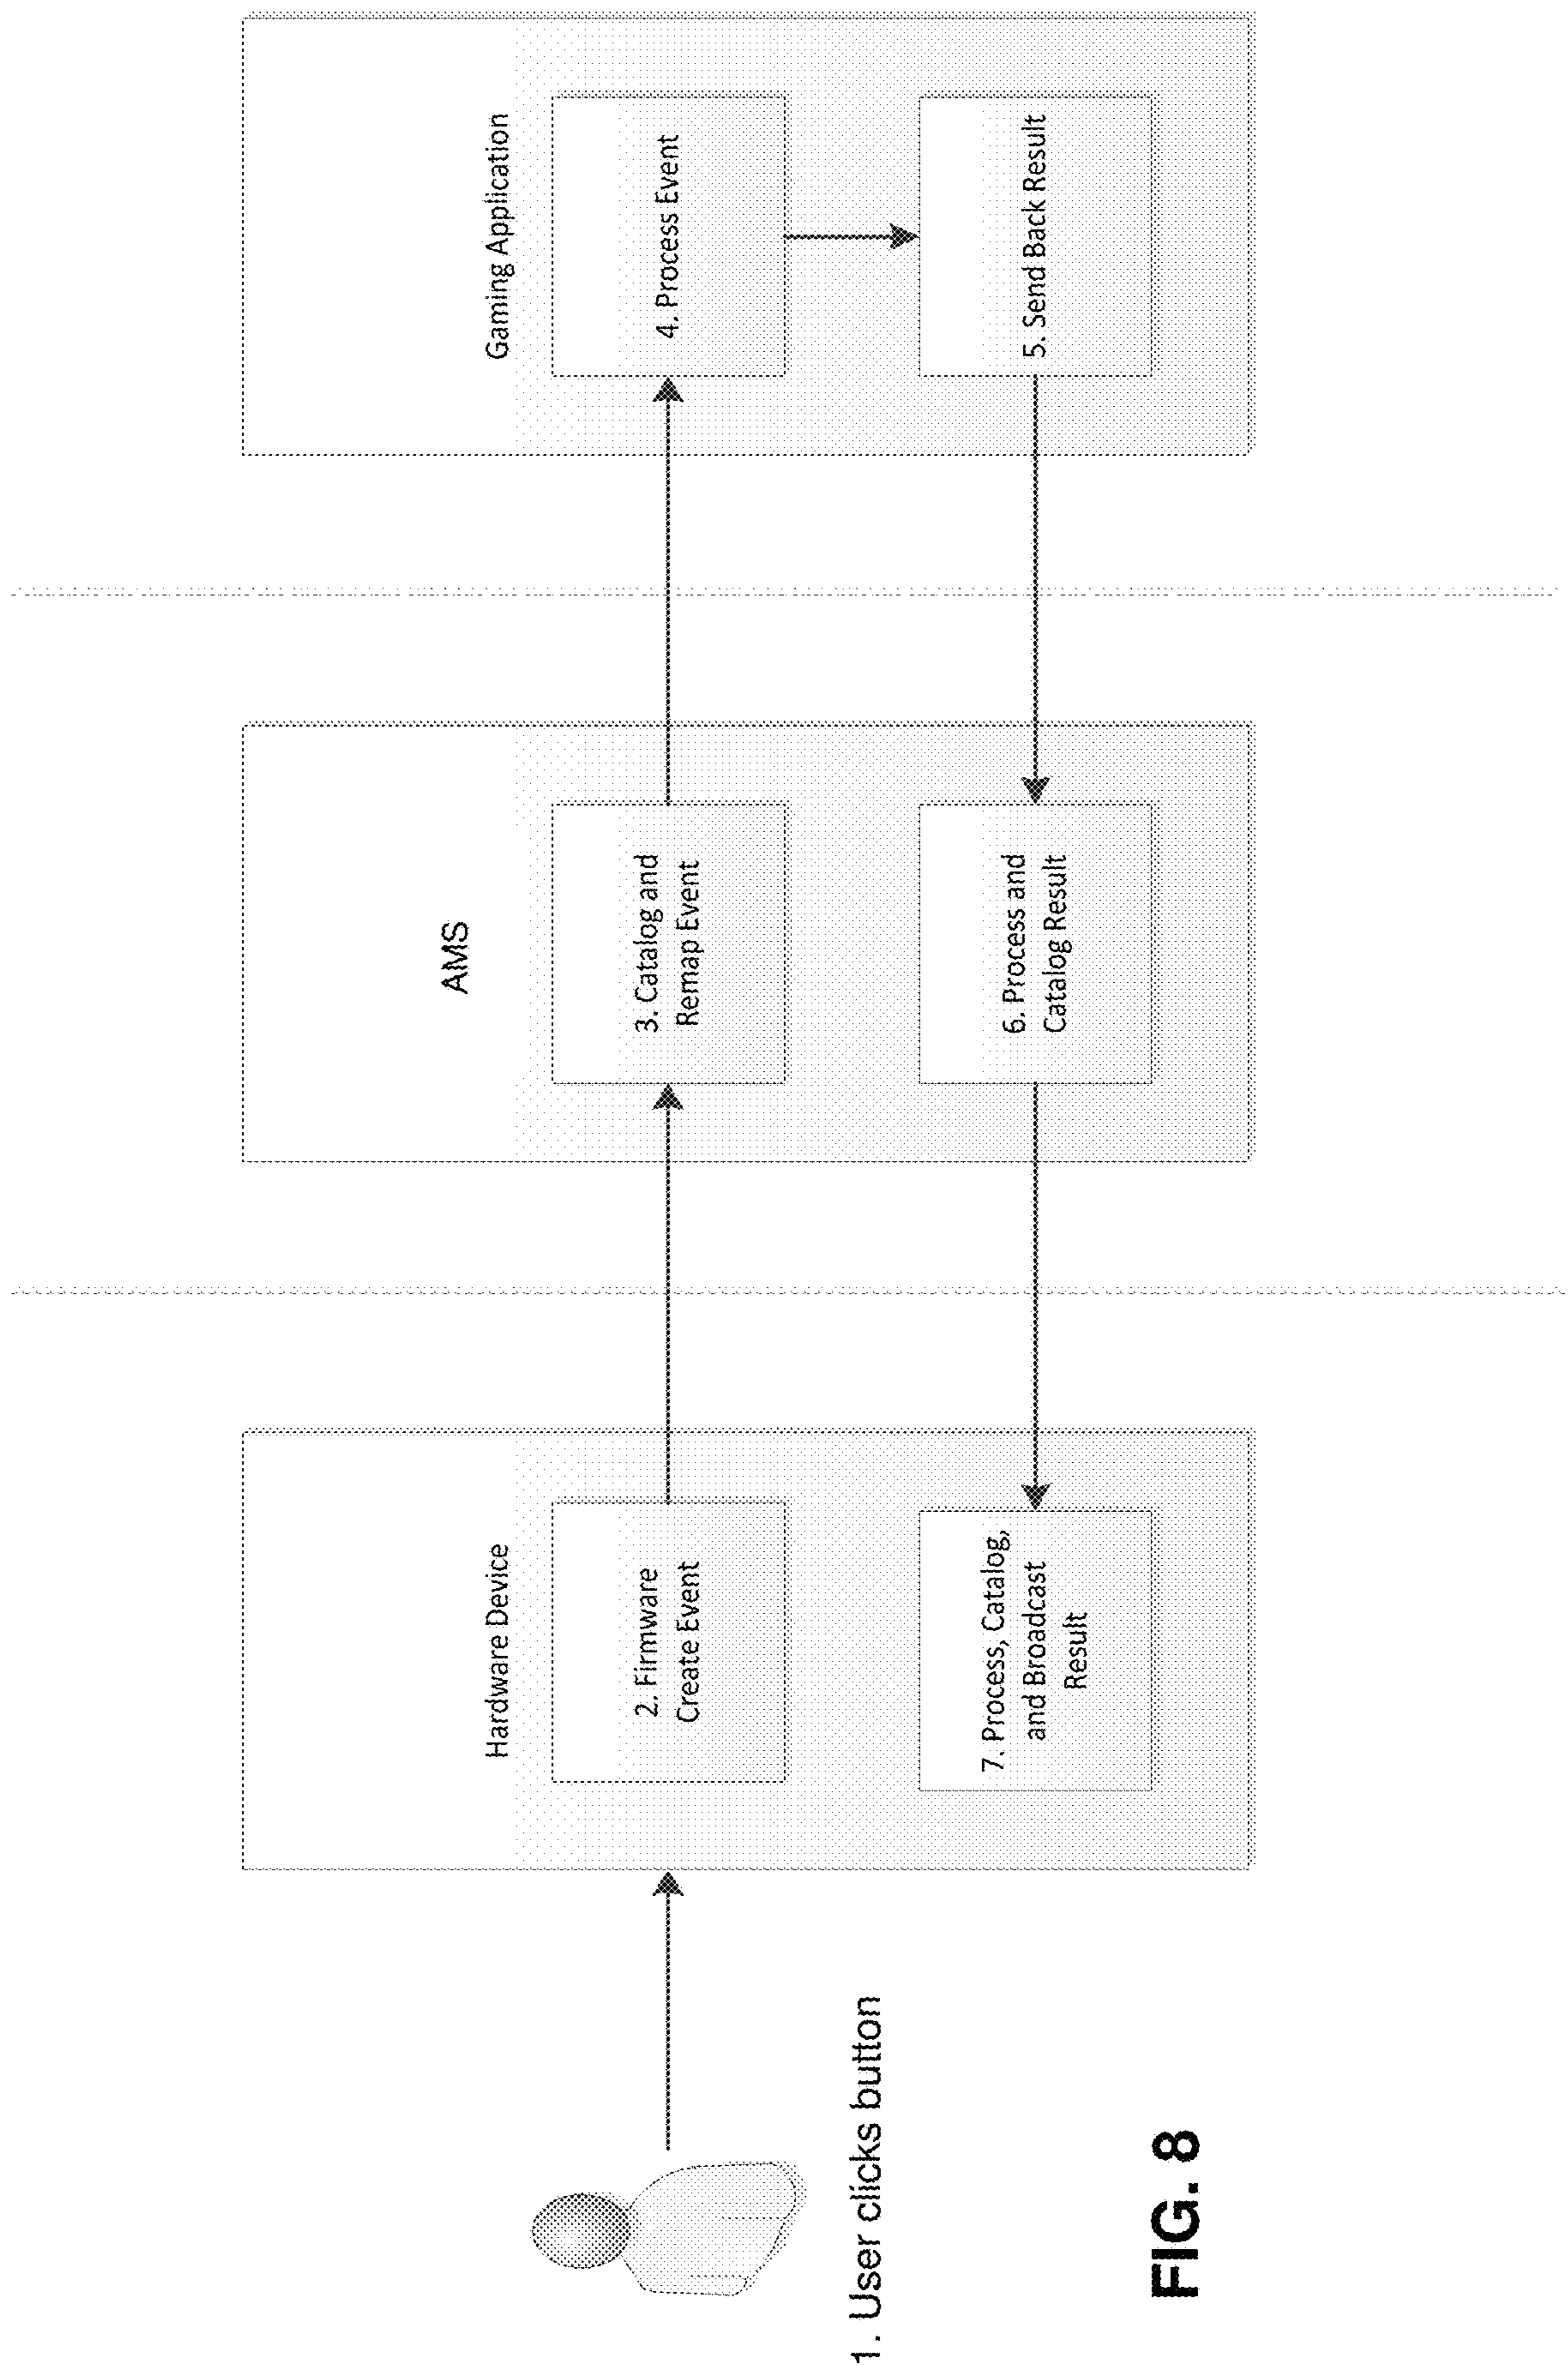 1. User clicks button
Hardware Device
2. Firmware
Create Event
AMS
3. Catalog and
Remap Event
Gaming Application
4. Process Event
5. Send Back Result
6. Process and
Catalog Result
7. Process, Catalog,
and Broadcast
Result
FIG. 8